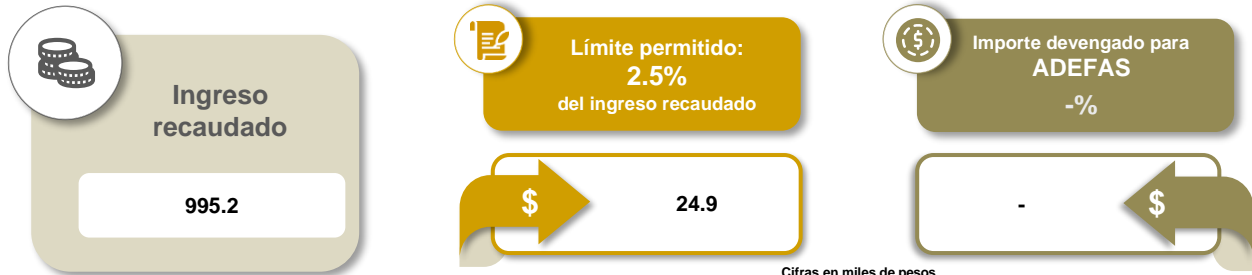 Ingreso
recaudado
995.2
Límite permitido:
2.5%
del ingreso recaudado
$ 24.9
Importe devengado para
ADEFAS
-%
- $
Cifras en miles de pesos